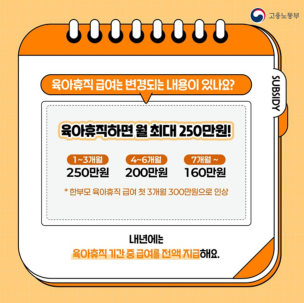 고용노동부
육아휴직 급여는 변경되는 내용이 있나요?
SUBSIDY
육아휴직하면 월 최대 250만원!
1~3개월 4~6개월 7개월 ~
250만원 200만원 160만원
* 한부모 육아휴직 급여 첫 3개월 300만원으로 인상
내년에는
육아휴직 기간 중 급여를 전액 지급해요.